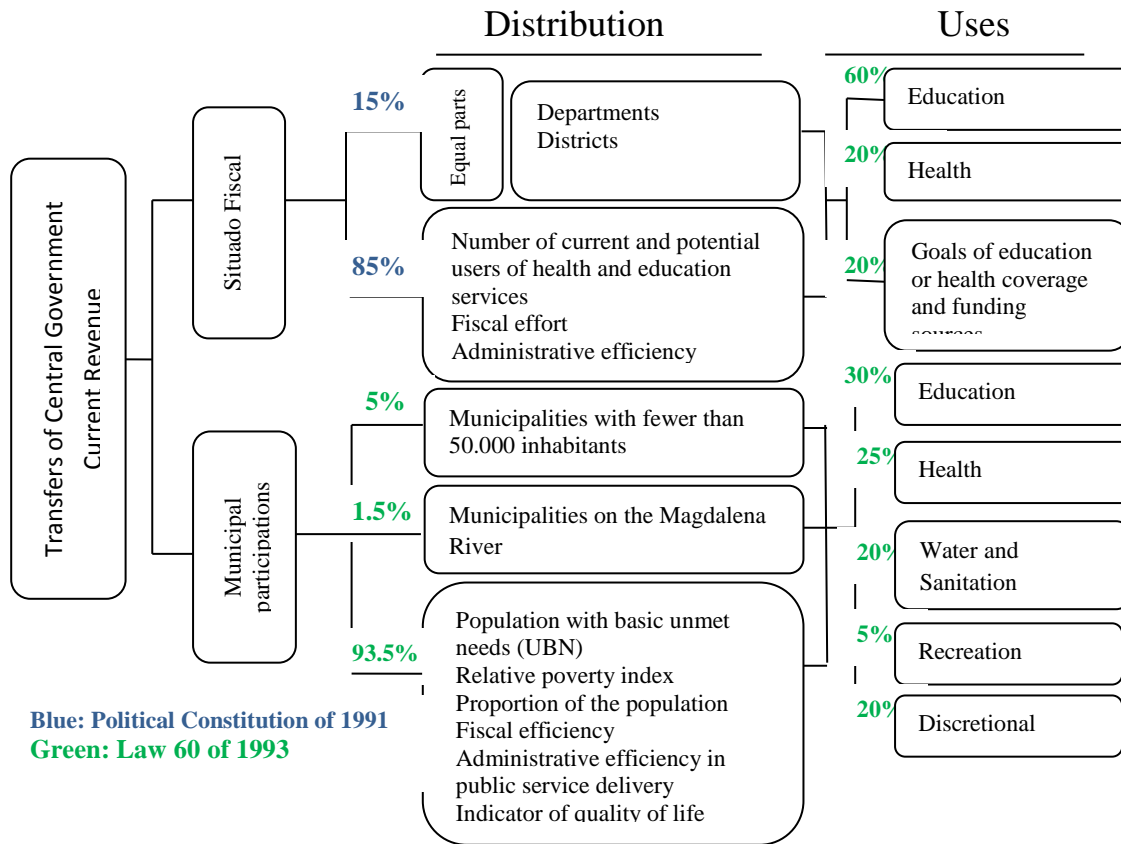 Distribution
Uses
Transfers of Central Government
Current Revenue
Situado Fiscal
15%
Equal parts
Departments
Districts
85%
Number of current and potential
users of health and education
services
Fiscal effort
Administrative efficiency
60%
Education
20%
Health
20%
Goals of education
or health coverage
and funding
sources
Municipal
participations
5%
Municipalities with fewer than
50.000 inhabitants
1.5%
Municipalities on the Magdalena
River
93.5%
Population with basic unmet
needs (UBN)
Relative poverty index
Proportion of the population
Fiscal efficiency
Administrative efficiency in
public service delivery
Indicator of quality of life
30%
Education
25%
Health
20%
Water and
Sanitation
5%
Recreation
20%
Discretional
Blue: Political Constitution of 1991
Green: Law 60 of 1993